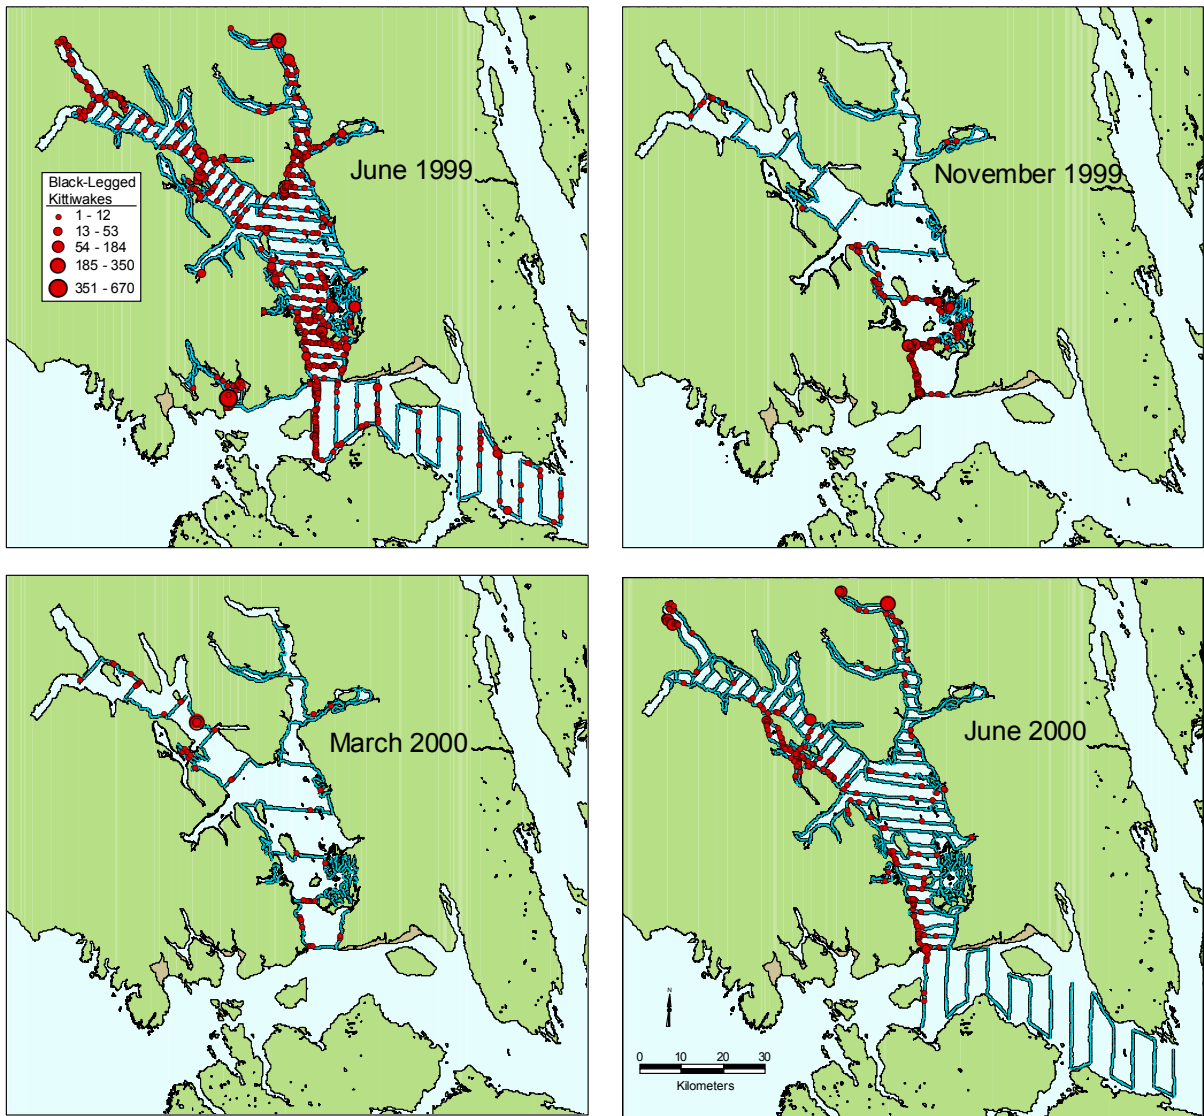 June 1999
Black-Legged
Kittiwakes
1 - 12
13 - 53
54 - 184
185 - 350
351 - 670
November 1999
March 2000
June 2000
N
0 10 20 30
Kilometers